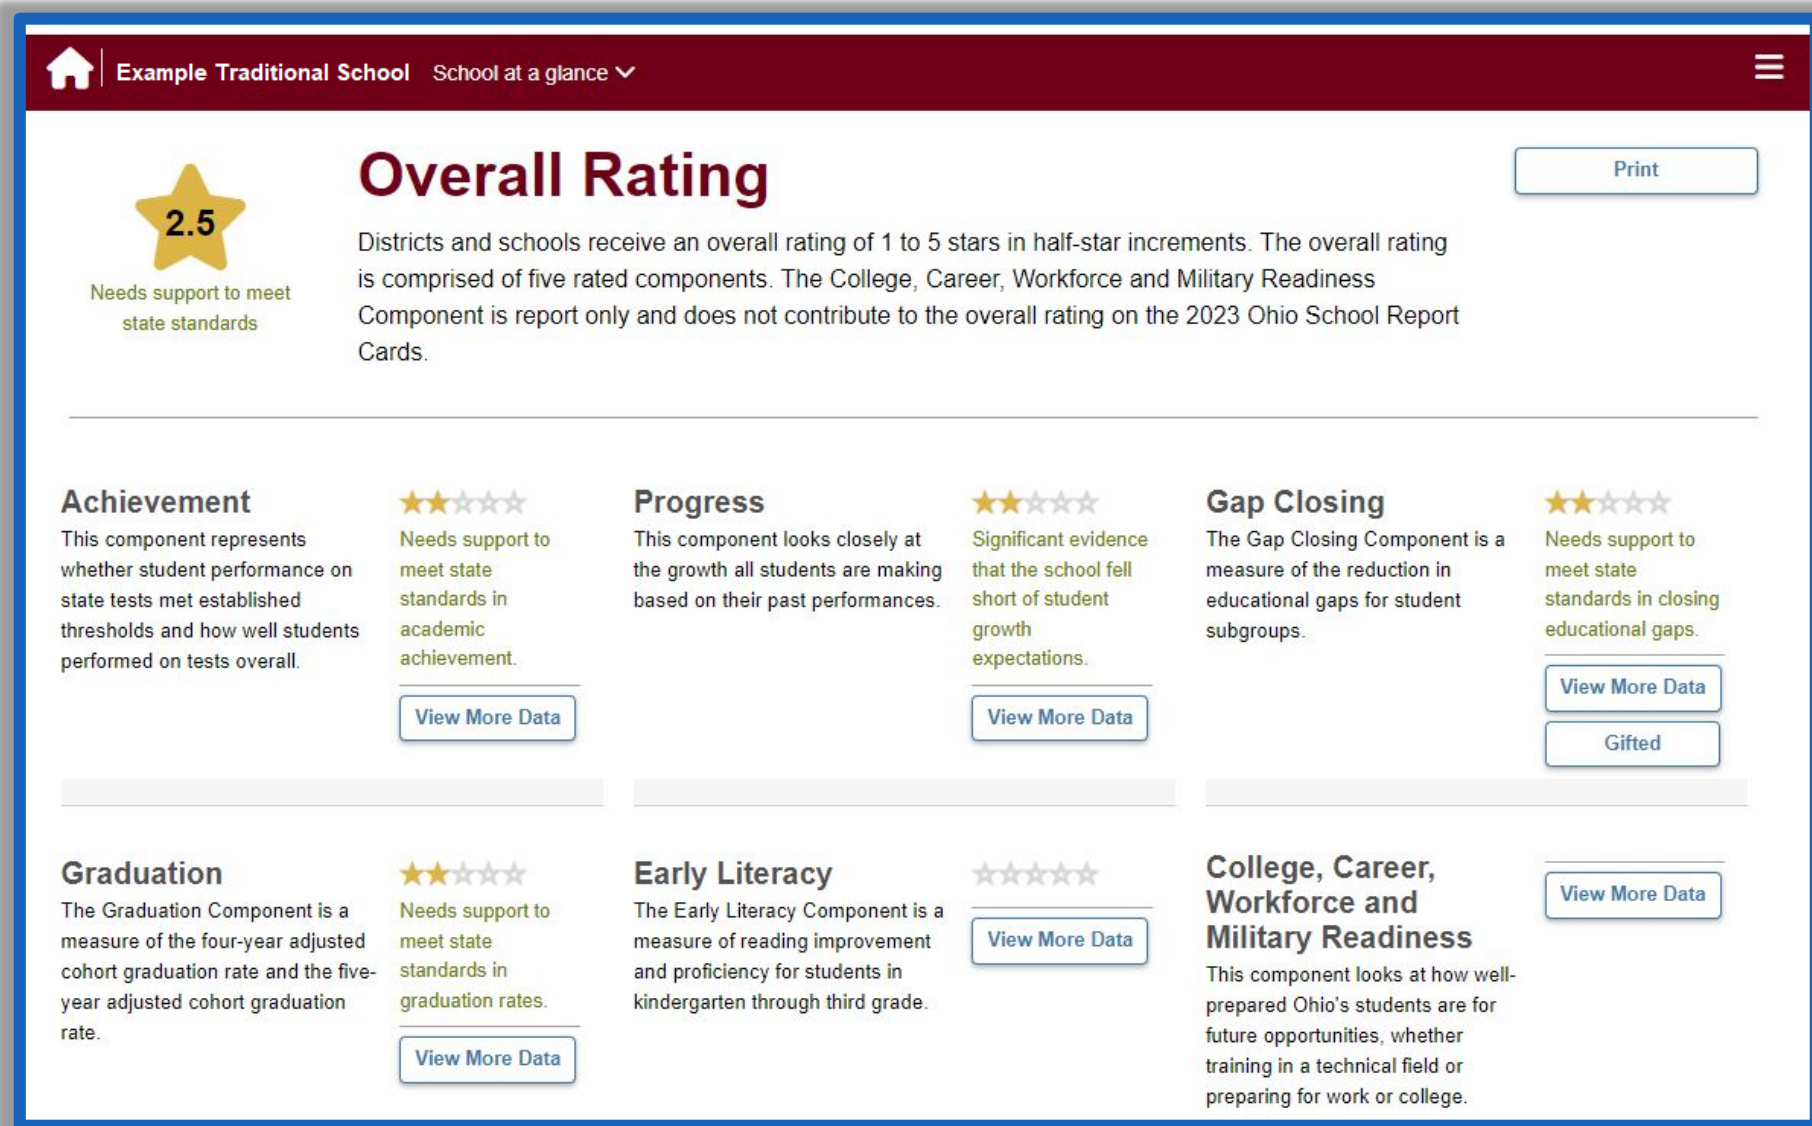 Example Traditional School School at a glance
Overall Rating
Print
2.5
Needs support to meet
state standards
Districts and schools receive an overall rating of 1 to 5 stars in half-star increments. The overall rating
is comprised of five rated components. The College, Career, Workforce and Military Readiness
Component is report only and does not contribute to the overall rating on the 2023 Ohio School Report
Cards.
Achievement
This component represents
whether student performance on
state tests met established
thresholds and how well students
performed on tests overall.
Needs support to
meet state
standards in
academic
achievement.
View More Data
Progress
This component looks closely at
the growth all students are making
based on their past performances.
Significant evidence
that the school fell
short of student
growth
expectations.
View More Data
Gap Closing
The Gap Closing Component is a
measure of the reduction in
educational gaps for student
subgroups.
Needs support to
meet state
standards in closing
educational gaps.
View More Data
Gifted
Graduation
The Graduation Component is a
measure of the four-year adjusted
cohort graduation rate and the five-
year adjusted cohort graduation
rate.
Needs support to
meet state
standards in
graduation rates.
View More Data
Early Literacy
The Early Literacy Component is a
measure of reading improvement
and proficiency for students in
kindergarten through third grade.
View More Data
College, Career,
Workforce and
Military Readiness
This component looks at how well-
prepared Ohio's students are for
future opportunities, whether
training in a technical field or
preparing for work or college.
View More Data